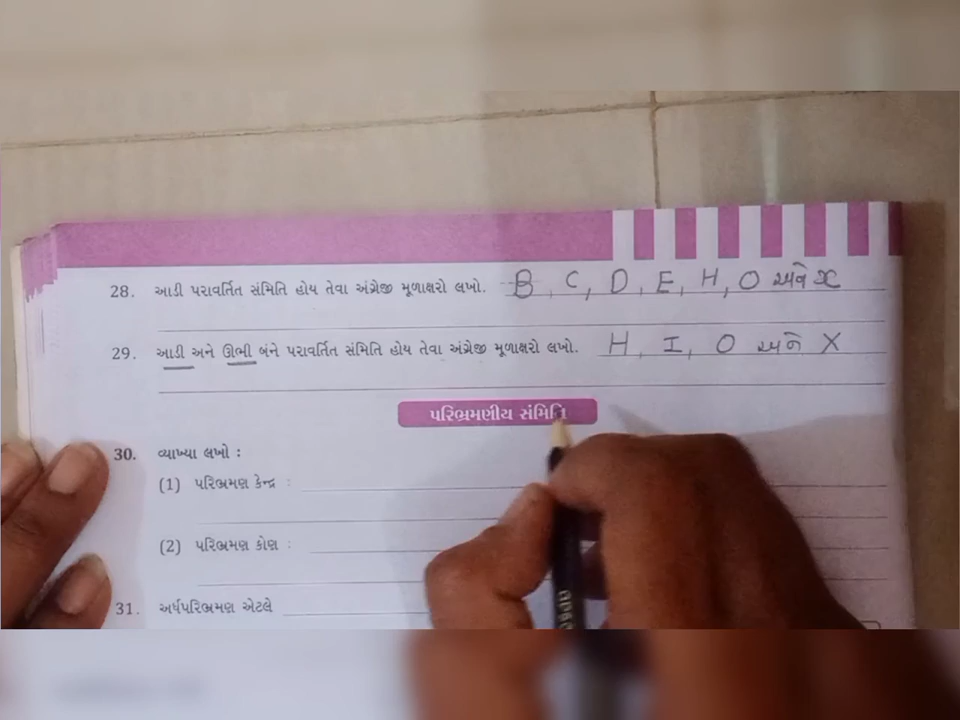 28. આડી પરાવર્તિત સંમિતિ હોય તેવા અંગ્રેજી મૂળાક્ષરો લખો. B, C, D, E, H, O અને X
29. આડી અને ઊભી બંને પરાવર્તિત સંમિતિ હોય તેવા અંગ્રેજી મૂળાક્ષરો લખો. H, I, O અને X
પરિભ્રમણીય સંમિતિ
30. વ્યાખ્યા લખો :
(1) પરિભ્રમણ કેન્દ્ર :
(2) પરિભ્રમણ કોણ :
31. અર્ધપરિભ્રમણ એટલે